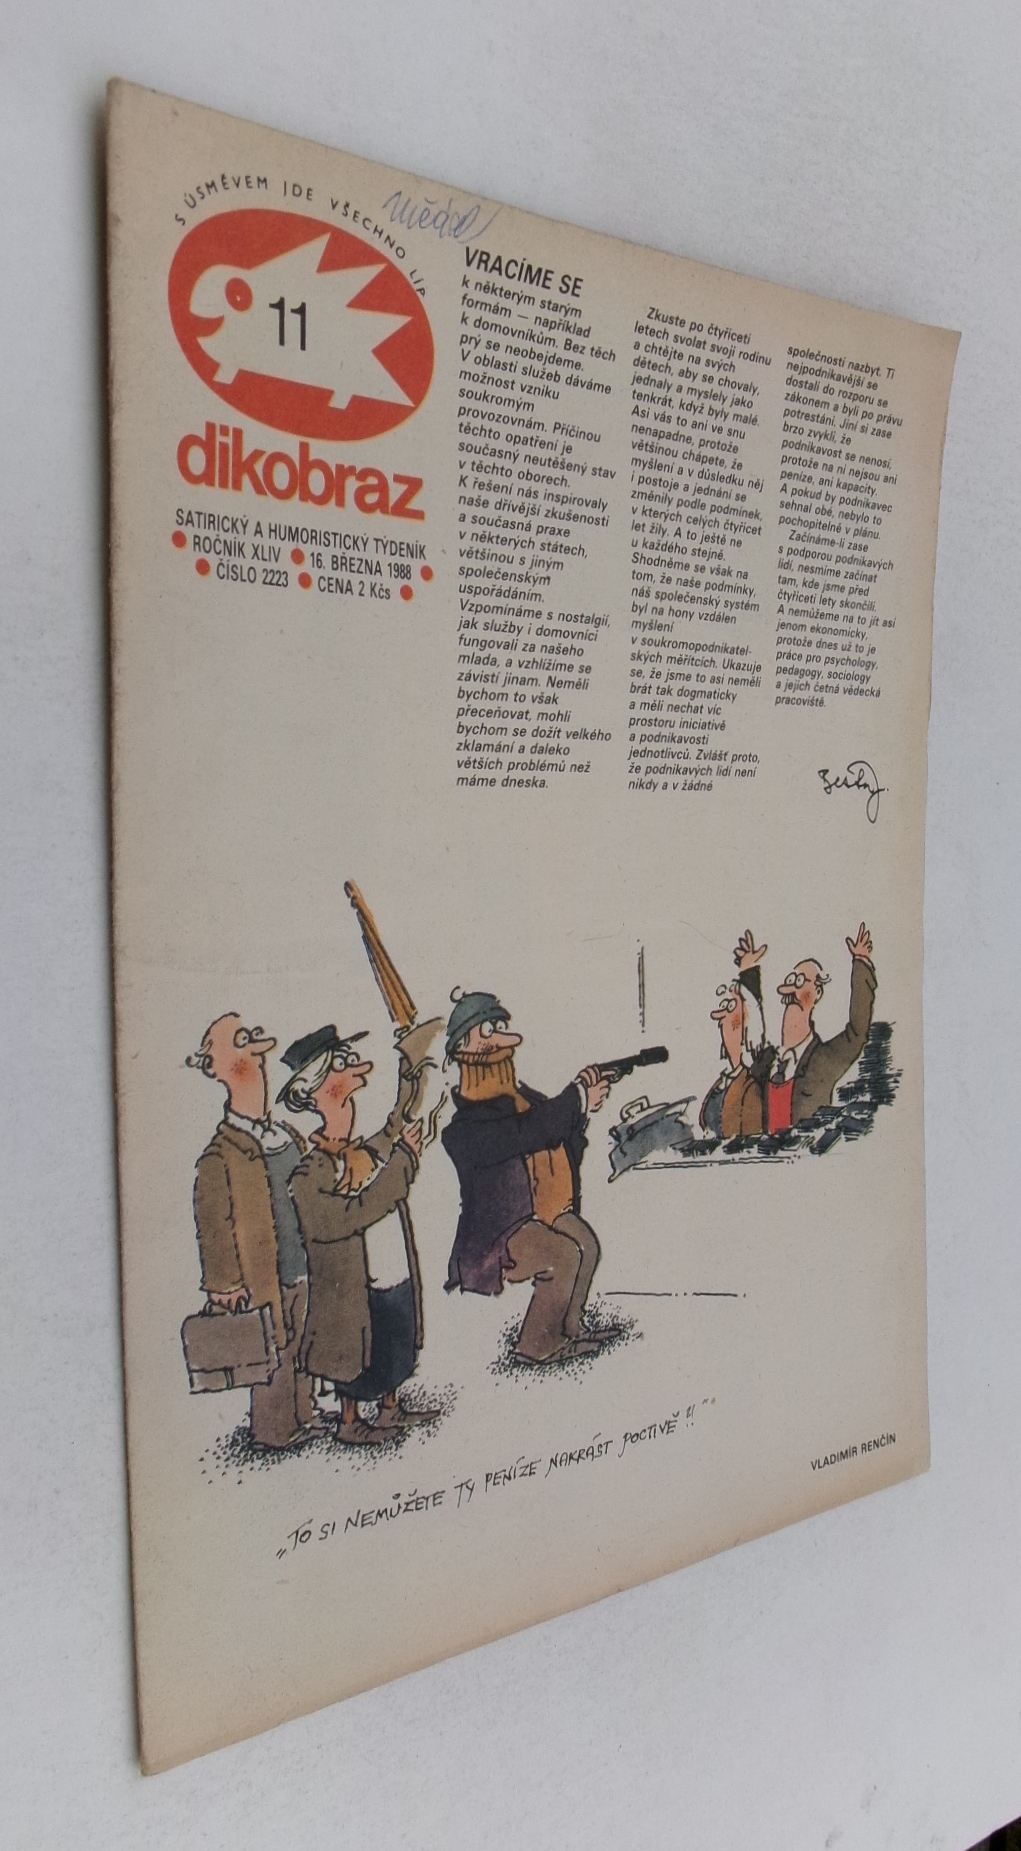 S ÚSMĚVEM JDE VŠECHNO LÍP
11
dikobraz
SATIRICKÝ A HUMORISTICKÝ TÝDENÍK
● ROČNÍK XLIV ● 16. BŘEZNA 1988 ●
● ČÍSLO 2223 ● CENA 2 Kčs ●
VRACÍME SE
k některým starým
formám — například
k domovníkům. Bez těch
prý se neobejdeme.
V oblasti služeb dáváme
možnost vzniku
soukromým
provozovnám. Příčinou
těchto opatření je
současný neutěšený stav
v těchto oborech.
K řešení nás inspirovaly
naše dřívější zkušenosti
a současná praxe
v některých státech,
většinou s jiným
společenským
uspořádáním.
Vzpomínáme s nostalgií,
jak služby i domovníci
fungovali za našeho
mlada, a vzhlížíme se
závistí jinam. Neměli
bychom to však
přeceňovat, mohli
bychom se dožít velkého
zklamání a daleko
větších problémů než
máme dneska.
Zkuste po čtyřiceti
letech svolat svoji rodinu
a chtějte na svých
dětech, aby se chovaly,
jednaly a myslely jako
tenkrát, když byly malé.
Asi vás to ani ve snu
nenapadne, protože
většinou chápete, že
myšlení a v důsledku něj
i postoje a jednání se
změnily podle podmínek,
v kterých celých čtyřicet
let žily. A to ještě ne
u každého stejně.
Shodněme se však na
tom, že naše podmínky,
náš společenský systém
byl na hony vzdálen
myšlení
v soukromopodnikatel-
ských měřítcích. Ukazuje
se, že jsme to asi neměli
brát tak dogmaticky
a měli nechat víc
prostoru iniciativě
a podnikavosti
jednotlivců. Zvlášť proto,
že podnikavých lidí není
nikdy a v žádné
společnosti nazbyt. Ti
nejpodnikavější se
dostali do rozporu se
zákonem a byli po právu
potrestáni. Jiní si zase
brzo zvykli, že
podnikavost se nenosí,
protože na ni nejsou ani
peníze, ani kapacity.
A pokud by podnikavec
sehnal obě, nebylo to
pochopitelně v plánu.
Začínáme-li zase
s podporou podnikavých
lidí, nesmíme začínat
tam, kde jsme před
čtyřiceti lety skončili.
A nemůžeme na to jít asi
jenom ekonomicky,
protože dnes už to je
práce pro psychology,
pedagogy, sociology
a jejich četná vědecká
pracoviště.
„TO SI NEMŮŽETE TY PENÍZE NAKRÁST POCTIVĚ?!"
VLADIMÍR RENČÍN